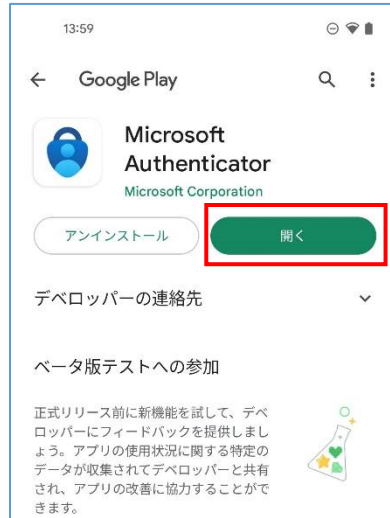 13:59
Google Play
Microsoft
Authenticator
Microsoft Corporation
アンインストール
開く
デベロッパーの連絡先
ベータ版テストへの参加
正式リリース前に新機能を試して、デベ
ロッパーにフィードバックを提供しまし
ょう。アプリの使用状況に関する特定の
データが収集されてデベロッパーと共有
され、アプリの改善に協力することがで
きます。